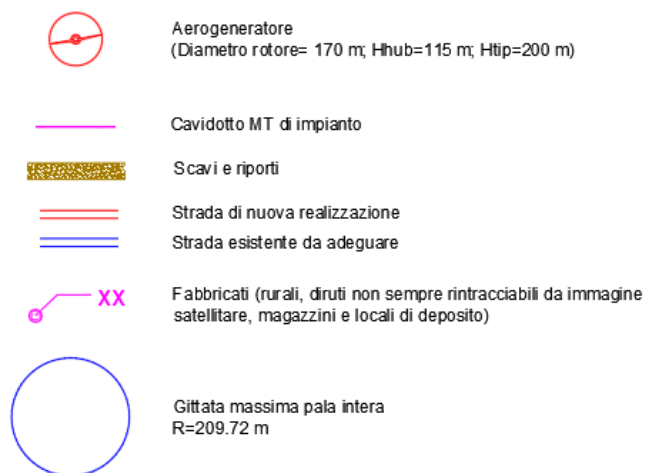 Aerogeneratore
(Diametro rotore= 170 m; Hhub=115 m; Htip=200 m)
Cavidotto MT di impianto
Scavi e riporti
Strada di nuova realizzazione
Strada esistente da adeguare
XX
Fabbricati (rurali, diruti non sempre rintracciabili da immagine
satellitare, magazzini e locali di deposito)
Gittata massima pala intera
R=209.72 m